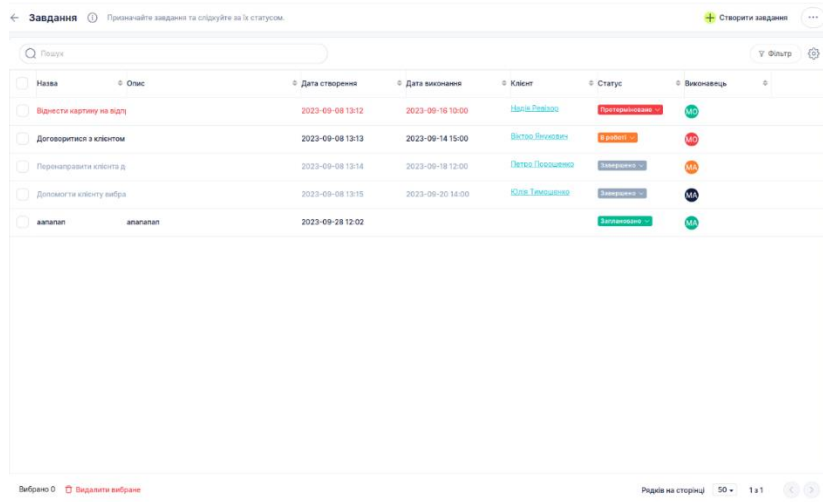 Завдання Призначайте завдання та слідкуйте за їх статусом. Створити завдання
Пошук Фільтр
Назва Опис Дата створення Дата виконання Клієнт Статус Виконавець
Віднести картину на відп 2023-09-08 13:12 2023-09-16 10:00 Надія Ревізор Протерміновано МО
Договоритися з клієнтом 2023-09-08 13:13 2023-09-14 15:00 Віктор Янукович В роботі МО
Перенаправити клієнта д 2023-09-08 13:14 2023-09-18 12:00 Петро Порошенко Завершено МА
Допомогти клієнту вибра 2023-09-08 13:15 2023-09-20 14:00 Юлія Тимошенко Завершено МА
2023-09-28 12:02 Заплановано МА
Вибрано 0 Видалити вибране Рядків на сторінці 50 1 з 1